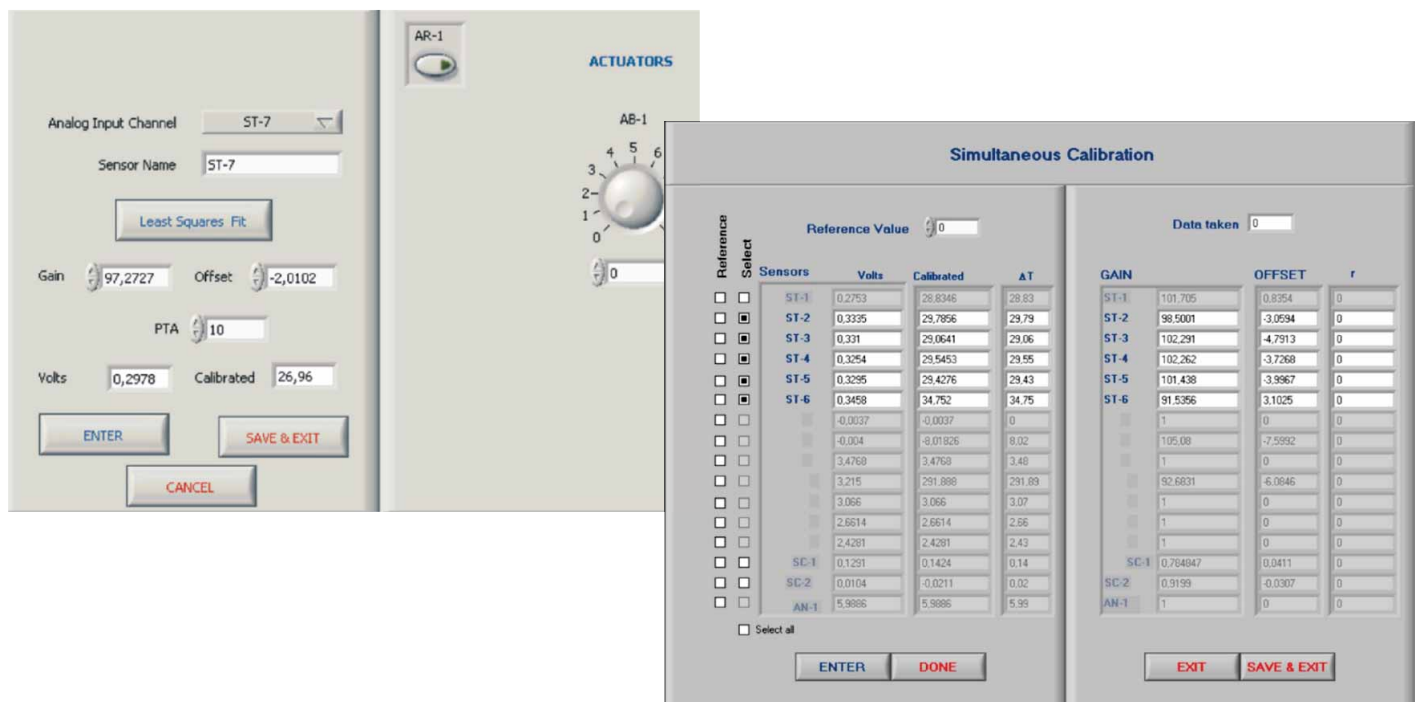 Analog Input Channel ST-7
Sensor Name ST-7
Least Squares Fit
Gain 97,2727 Offset -2,0102
PTA 10
Volts 0,2978 Calibrated 26,96
ENTER SAVE & EXIT
CANCEL
AR-1
ACTUATORS
AB-1
0 1 2 3 4 5 6
0
Simultaneous Calibration
Reference Value 0 Data taken 0
Reference Select Sensors Volts Calibrated ΔT GAIN OFFSET r
ST-1 0,2753 28,8346 28,83 ST-1 101,705 0,8354 0
ST-2 0,3335 29,7856 29,79 ST-2 98,5001 -3,0594 0
ST-3 0,331 29,0641 29,06 ST-3 102,291 -4,7913 0
ST-4 0,3254 29,5453 29,55 ST-4 102,262 -3,7268 0
ST-5 0,3295 29,4276 29,43 ST-5 101,438 -3,9967 0
ST-6 0,3458 34,752 34,75 ST-6 91,5356 3,1025 0
-0,0037 -0,0037 0 1 0 0
-0,004 -8,01826 8,02 105,08 -7,5992 0
3,4768 3,4768 3,48 1 0 0
3,215 291,888 291,89 92,6831 -6,0846 0
3,066 3,066 3,07 1 0 0
2,6614 2,6614 2,66 1 0 0
2,4281 2,4281 2,43 1 0 0
SC-1 0,1291 0,1424 0,14 SC-1 0,784847 0,0411 0
SC-2 0,0104 -0,0211 0,02 SC-2 0,9199 -0,0307 0
AN-1 5,9886 5,9886 5,99 AN-1 1 0 0
Select all
ENTER DONE EXIT SAVE & EXIT